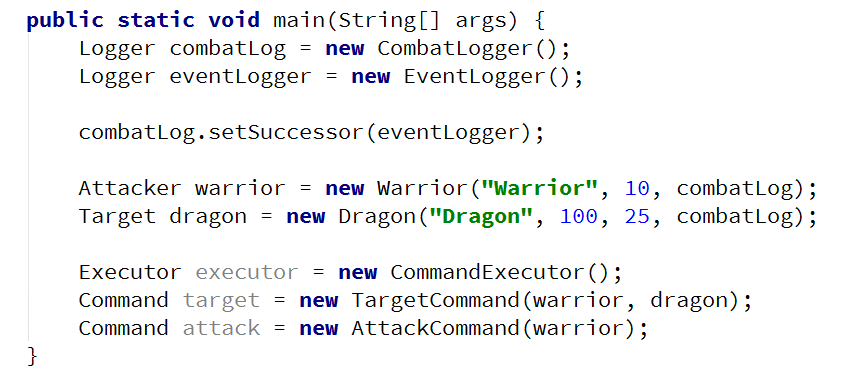 public static void main(String[] args) {
    Logger combatLog = new CombatLogger();
    Logger eventLogger = new EventLogger();

    combatLog.setSuccessor(eventLogger);

    Attacker warrior = new Warrior("Warrior", 10, combatLog);
    Target dragon = new Dragon("Dragon", 100, 25, combatLog);

    Executor executor = new CommandExecutor();
    Command target = new TargetCommand(warrior, dragon);
    Command attack = new AttackCommand(warrior);
}